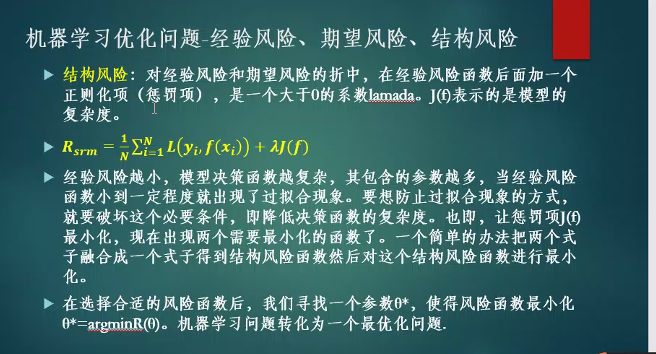 机器学习优化问题-经验风险、期望风险、结构风险
结构风险：对经验风险和期望风险的折中，在经验风险函数后面加一个
正则化项（惩罚项），是一个大于0的系数lamada。J(f)表示的是模型的
复杂度。
R_{srm} = \frac{1}{N}\sum_{i=1}^{N} L(y_i, f(x_i)) + λJ(f)
经验风险越小，模型决策函数越复杂，其包含的参数越多，当经验风险
函数小到一定程度就出现了过拟合现象。要想防止过拟合现象的方式，
就要破坏这个必要条件，即降低决策函数的复杂度。也即，让惩罚项J(f)
最小化，现在出现两个需要最小化的函数了。一个简单的办法把两个式
子融合成一个式子得到结构风险函数然后对这个结构风险函数进行最小
化。
在选择合适的风险函数后，我们寻找一个参数θ*，使得风险函数最小化
θ*=argminR(θ)。机器学习问题转化为一个最优化问题.